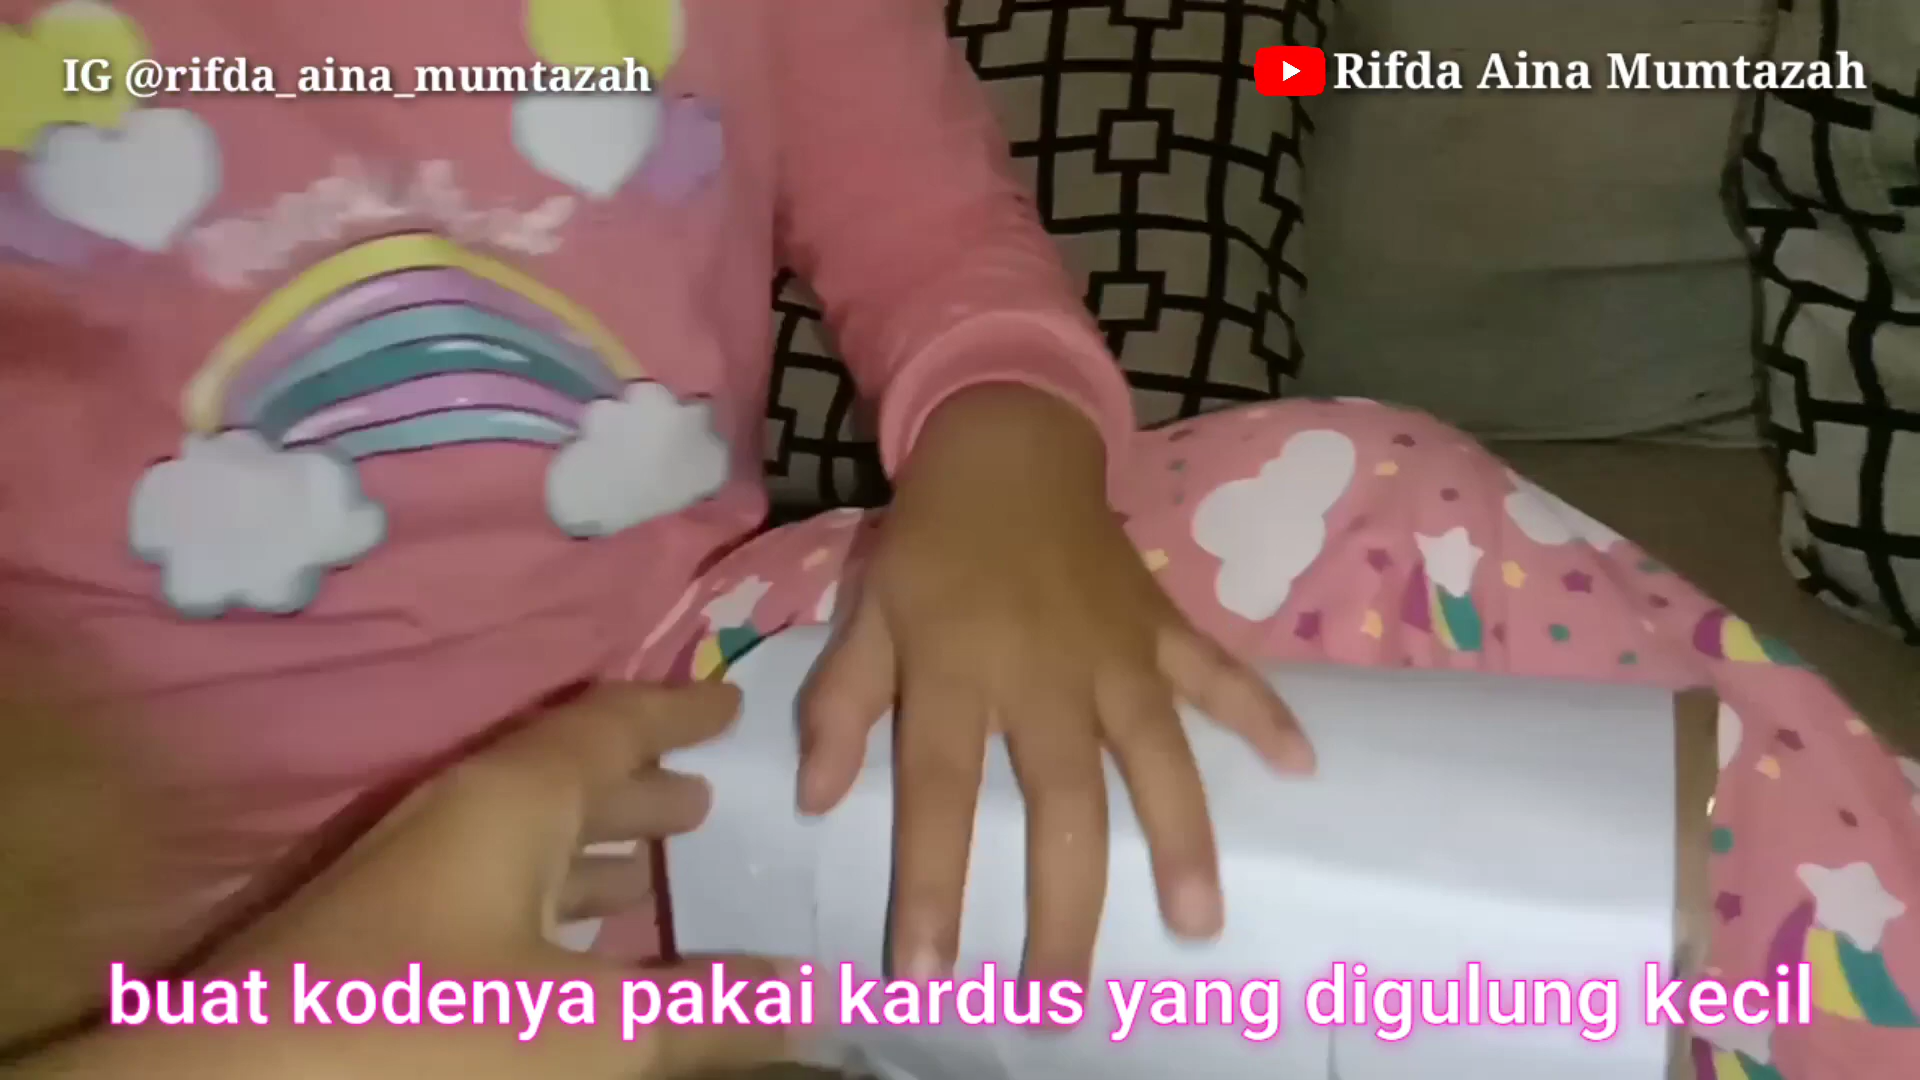 IG @rifda_aina_mumtazah
Rifda Aina Mumtazah
buat kodenya pakai kardus yang digulung kecil